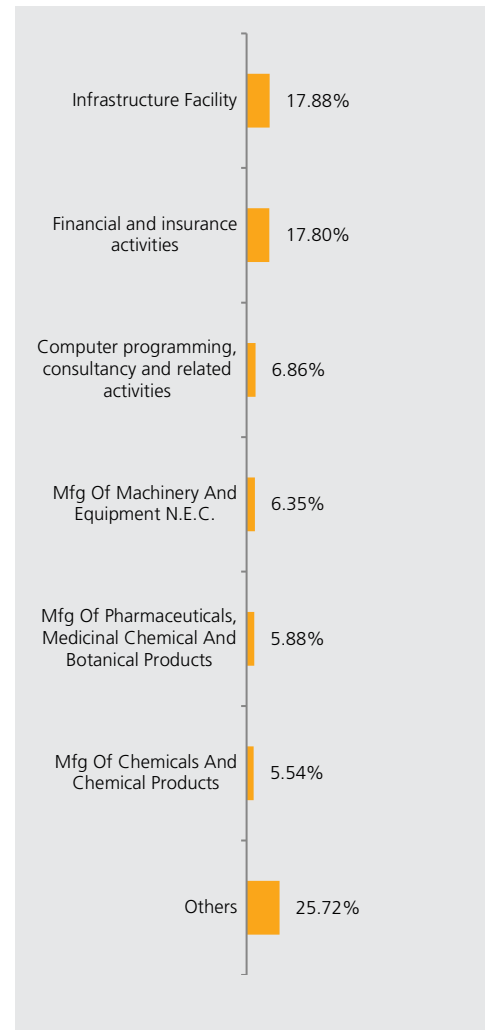 Infrastructure Facility
17.88%
Financial and insurance
activities
17.80%
Computer programming,
consultancy and related
activities
6.86%
Mfg Of Machinery And
Equipment N.E.C.
6.35%
Mfg Of Pharmaceuticals,
Medicinal Chemical And
Botanical Products
5.88%
Mfg Of Chemicals And
Chemical Products
5.54%
Others
25.72%